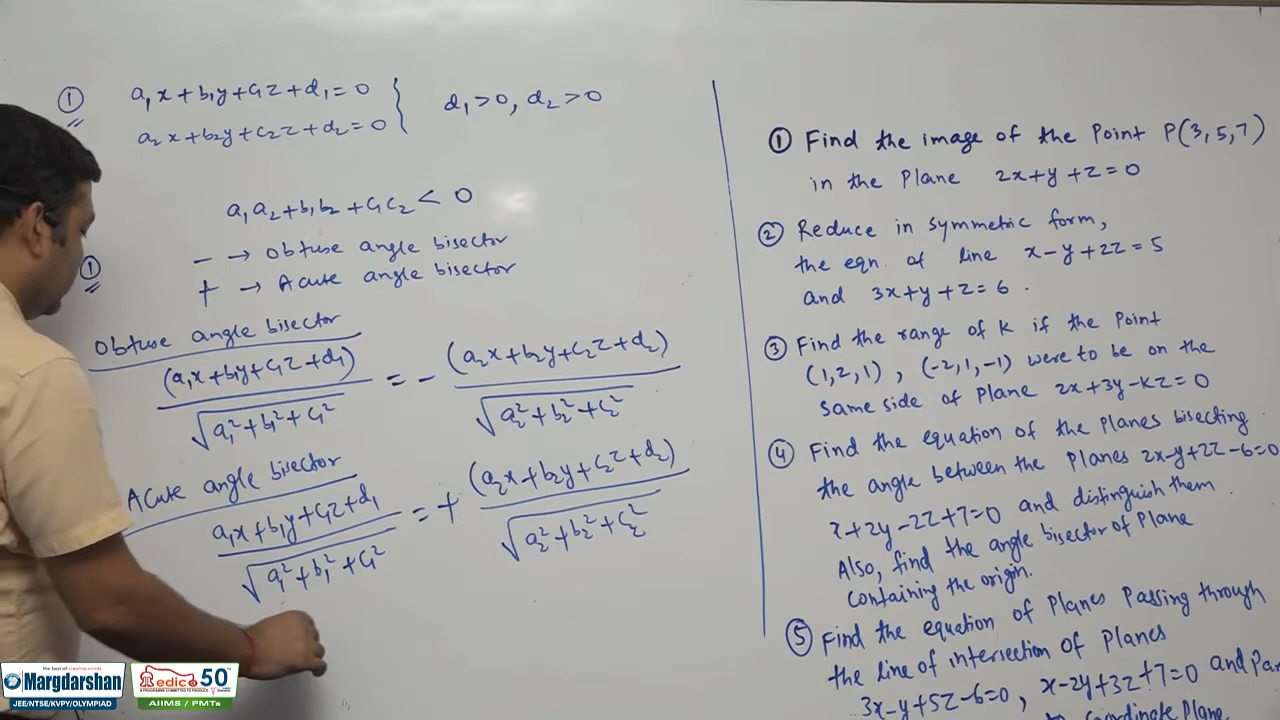 ① a₁x+b₁y+c₁z+d₁=0
a₂x+b₂y+c₂z+d₂=0
d₁>0, d₂>0
a₁a₂+b₁b₂+c₁c₂<0
①
- → obtuse angle bisector
+ → Acute angle bisector
Obtuse angle bisector
(a₁x+b₁y+c₁z+d₁) / √a₁²+b₁²+c₁² = - (a₂x+b₂y+c₂z+d₂) / √a₂²+b₂²+c₂²
Acute angle bisector
a₁x+b₁y+c₁z+d₁ / √a₁²+b₁²+c₁² = + (a₂x+b₂y+c₂z+d₂) / √a₂²+b₂²+c₂²
① Find the image of the Point P(3,5,7)
in the Plane 2x+y+z=0
② Reduce in symmetric form,
the eqn. of line x-y+2z=5
and 3x+y+z=6.
③ Find the range of K if the Point
(1,2,1), (-2,1,-1) were to be on the
same side of Plane 2x+3y-kz=0
④ Find the equation of the Planes bisecting
the angle between the Planes 2x-y+2z-6=0
x+2y-2z+7=0 and distinguish them.
Also, find the angle bisector of Plane
containing the origin.
⑤ Find the equation of Planes Passing through
the line of intersection of Planes
3x-y+5z-6=0, x-2y+3z+7=0 and
coordinate Plane
Margdarshan
JEE/NTSE/KVPY/OLYMPIAD
edico 50
AIIMS / PMTs